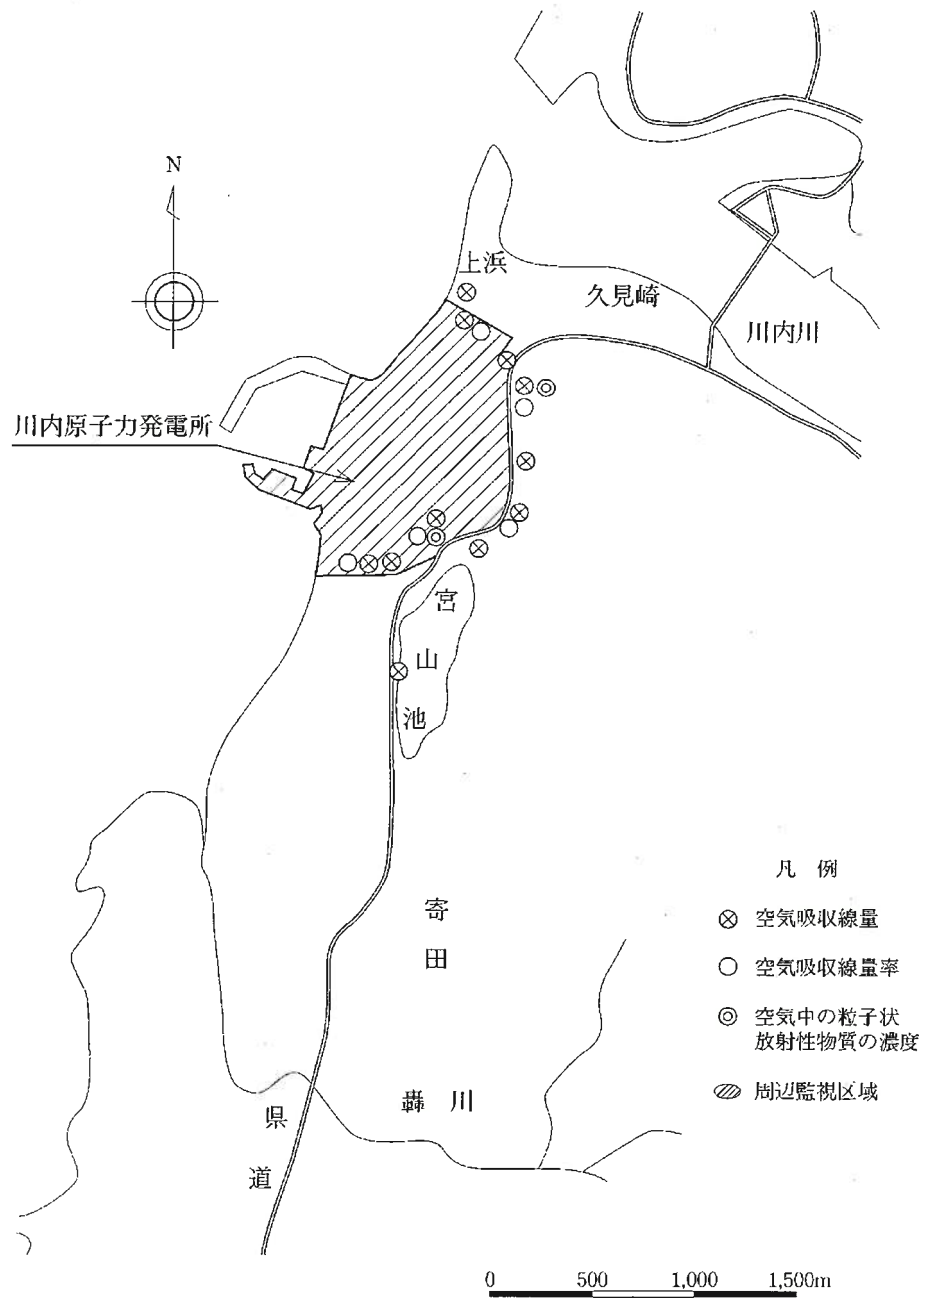 N
上浜
久見崎
川内川
川内原子力発電所
宮
山
池
寄
田
轟川
県
道
凡 例
空気吸収線量
空気吸収線量率
空気中の粒子状
放射性物質の濃度
周辺監視区域
0 500 1,000 1,500m